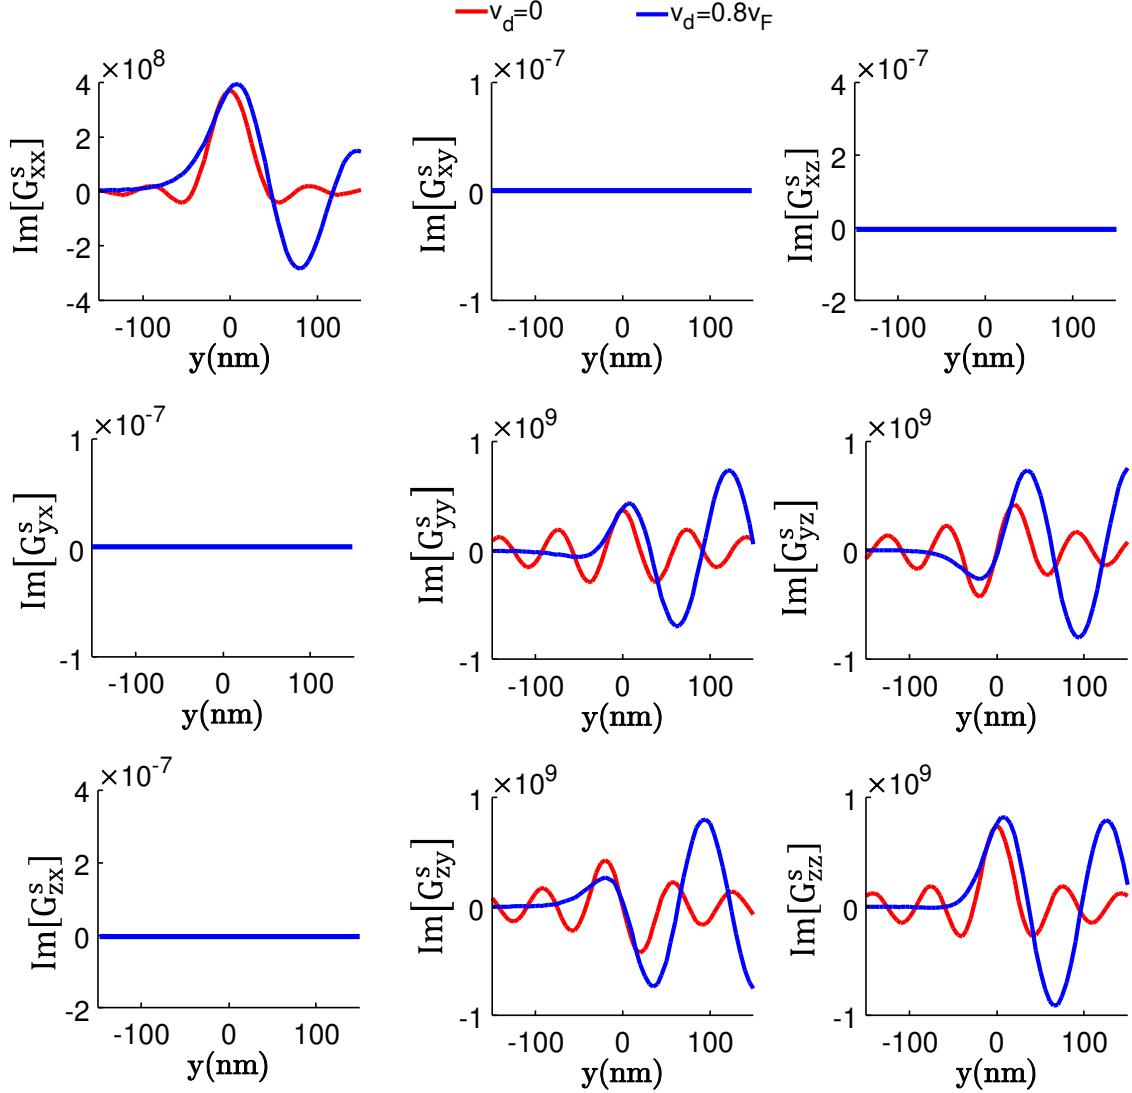 v_d=0 v_d=0.8v_F
×10^8 ×10^-7 ×10^-7
4
2
0
-2
-4
Im[G^s_xx]
-100 0 100
y(nm)
1
0
-1
Im[G^s_xy]
-100 0 100
y(nm)
4
2
0
-2
Im[G^s_xz]
-100 0 100
y(nm)
×10^-7 ×10^9 ×10^9
1
0
-1
Im[G^s_yx]
-100 0 100
y(nm)
1
0
-1
Im[G^s_yy]
-100 0 100
y(nm)
1
0
-1
Im[G^s_yz]
-100 0 100
y(nm)
×10^-7 ×10^9 ×10^9
4
2
0
-2
Im[G^s_zx]
-100 0 100
y(nm)
1
0
-1
Im[G^s_zy]
-100 0 100
y(nm)
1
0
-1
Im[G^s_zz]
-100 0 100
y(nm)